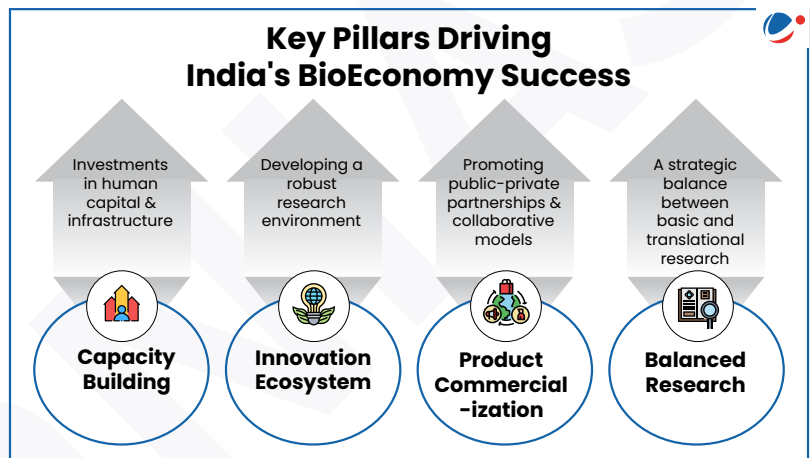 Key Pillars Driving
India's BioEconomy Success
Investments
in human
capital &
infrastructure
Developing a
robust
research
environment
Promoting
public-private
partnerships &
collaborative
models
A strategic
balance
between
basic and
translational
research
Capacity
Building
Innovation
Ecosystem
Product
Commercial
-ization
Balanced
Research